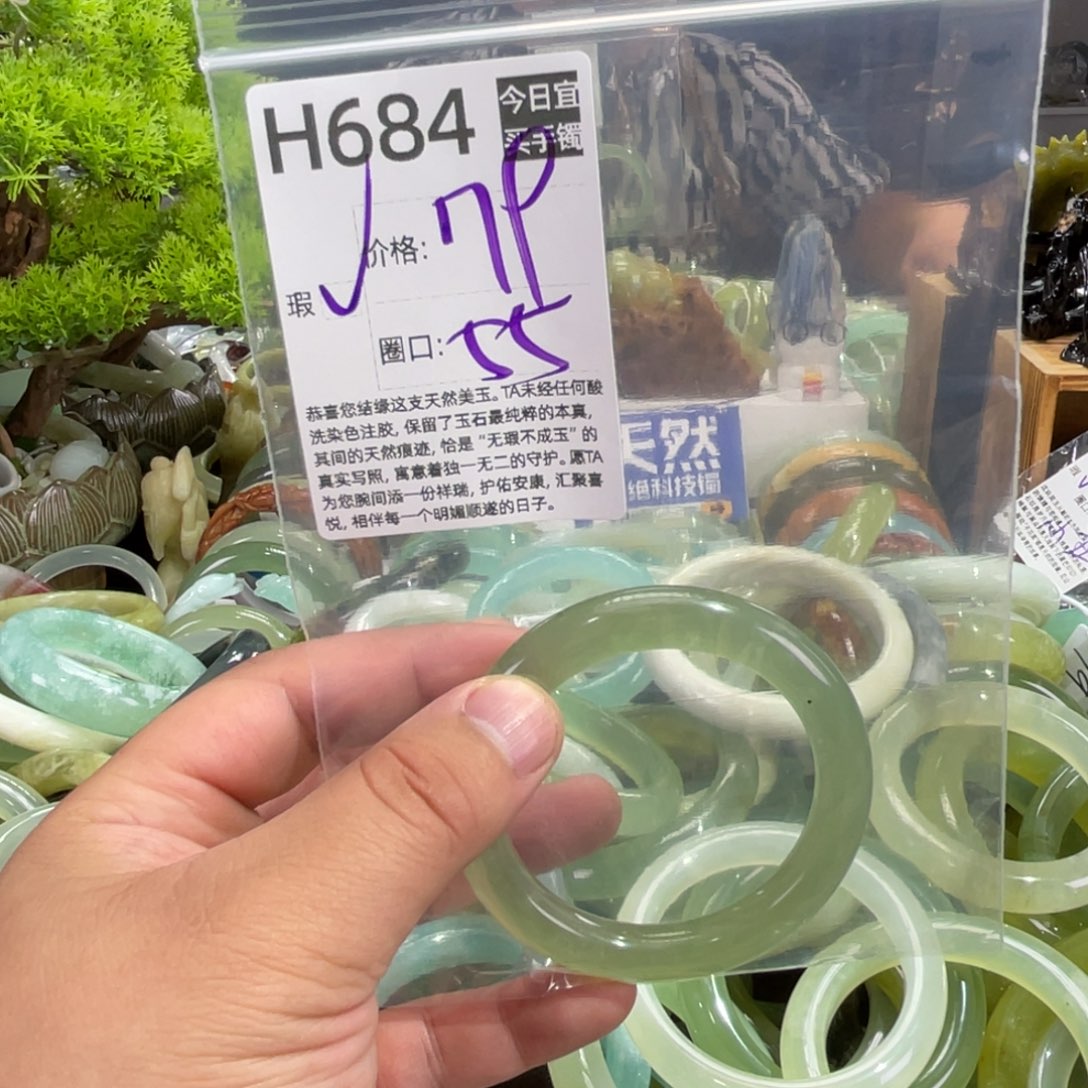 H684
今日宜
买手镯
价格: 79
瑕 ✓
圈口: 55
恭喜您结缘这支天然美玉。TA未经任何酸
洗染色注胶, 保留了玉石最纯粹的本真,
其间的天然痕迹, 恰是“无瑕不成玉”的
真实写照, 寓意着独一无二的守护。愿TA
为您腕间添一份祥瑞, 护佑安康, 汇聚喜
悦, 相伴每一个明媚顺遂的日子。
天然
绝科技镯